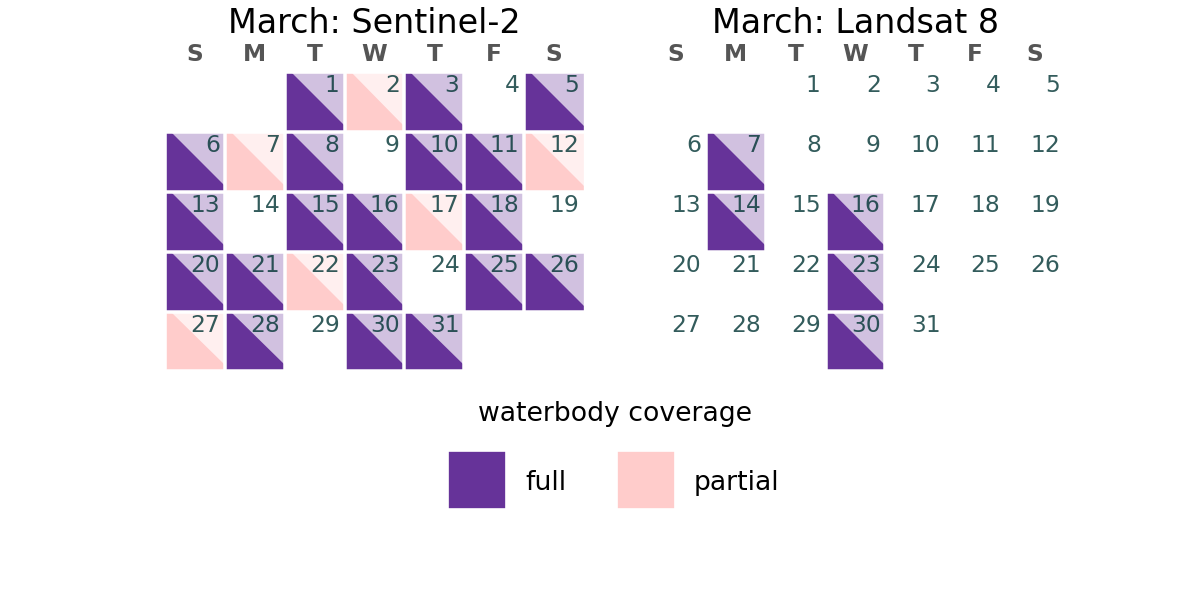 March: Sentinel-2
S M T W T F S
1 2 3 4 5
6 7 8 9 10 11 12
13 14 15 16 17 18 19
20 21 22 23 24 25 26
27 28 29 30 31
March: Landsat 8
S M T W T F S
1 2 3 4 5
6 7 8 9 10 11 12
13 14 15 16 17 18 19
20 21 22 23 24 25 26
27 28 29 30 31
waterbody coverage
full partial